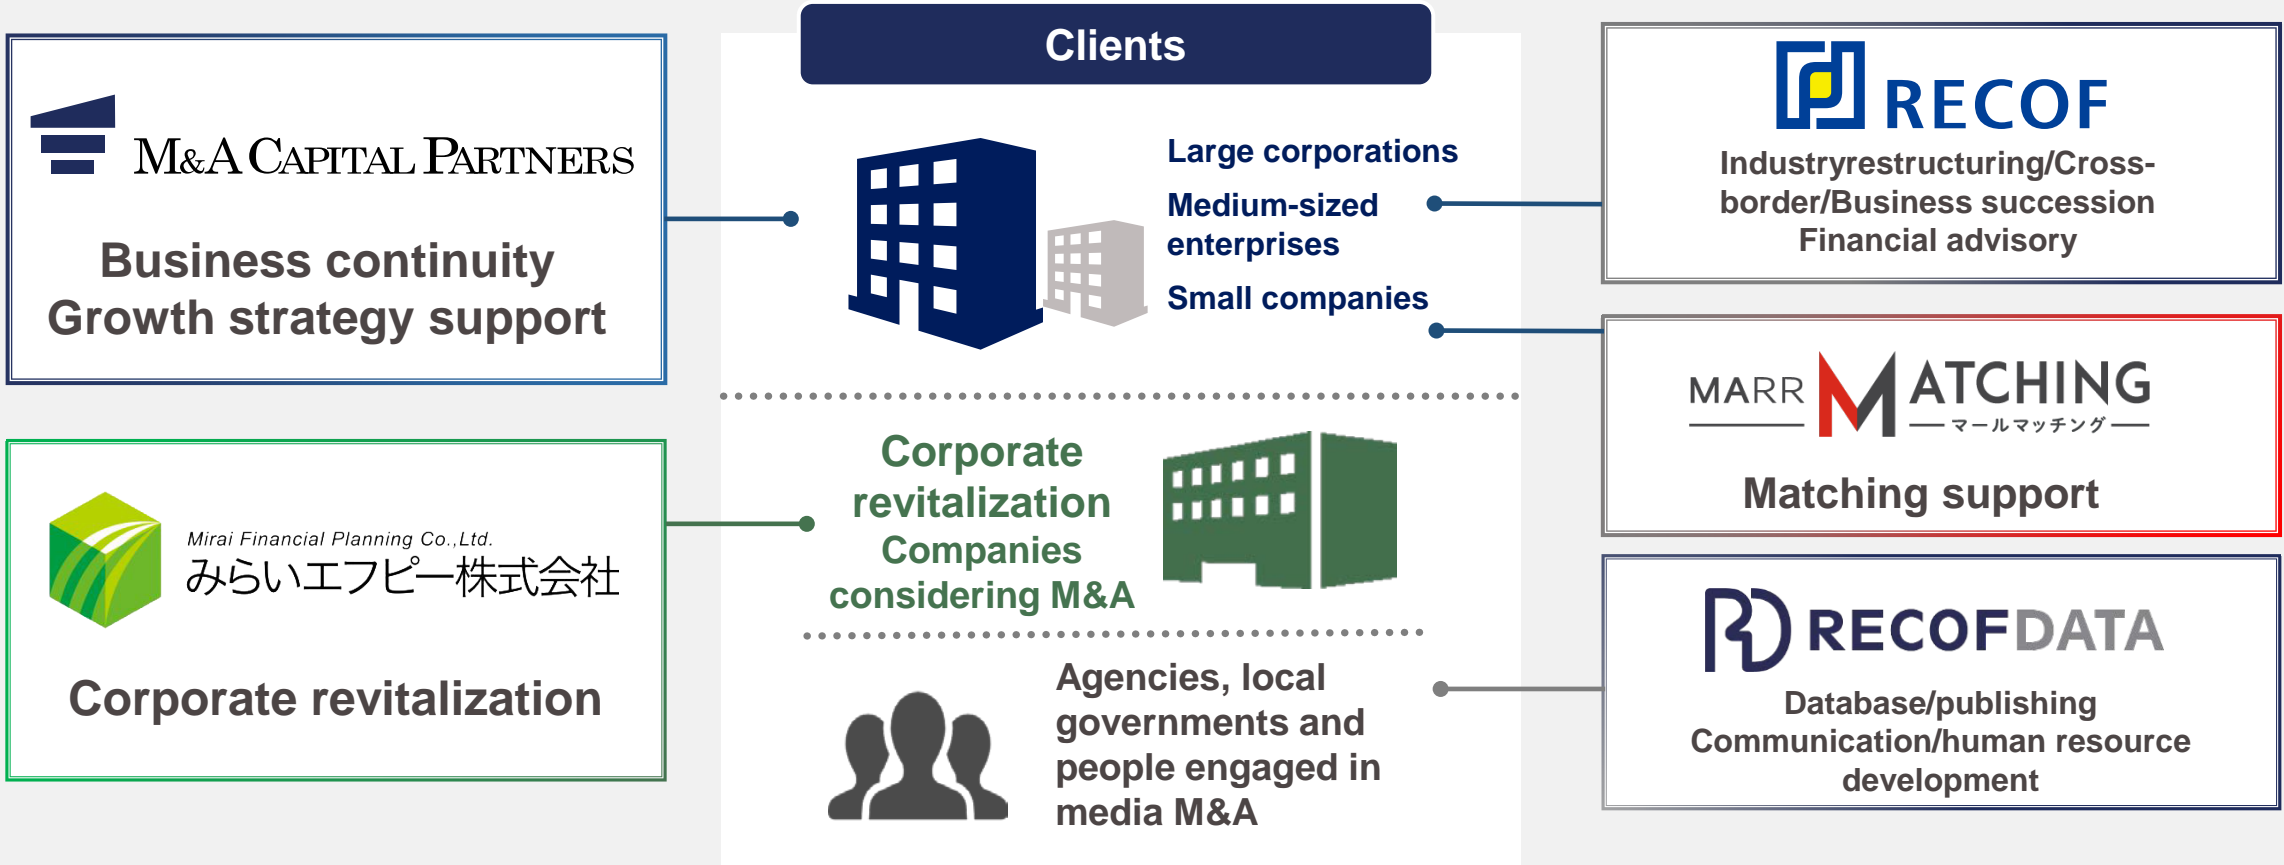 M&A CAPITAL PARTNERS
Business continuity
Growth strategy support
Mirai Financial Planning Co.,Ltd.
みらいエフピー株式会社
Corporate revitalization
Clients
Large corporations
Medium-sized
enterprises
Small companies
Corporate
revitalization
Companies
considering M&A
Agencies, local
governments and
people engaged in
media M&A
RECOF
Industryrestructuring/Cross-
border/Business succession
Financial advisory
MARR MATCHING
マールマッチング
Matching support
RECOFDATA
Database/publishing
Communication/human resource
development